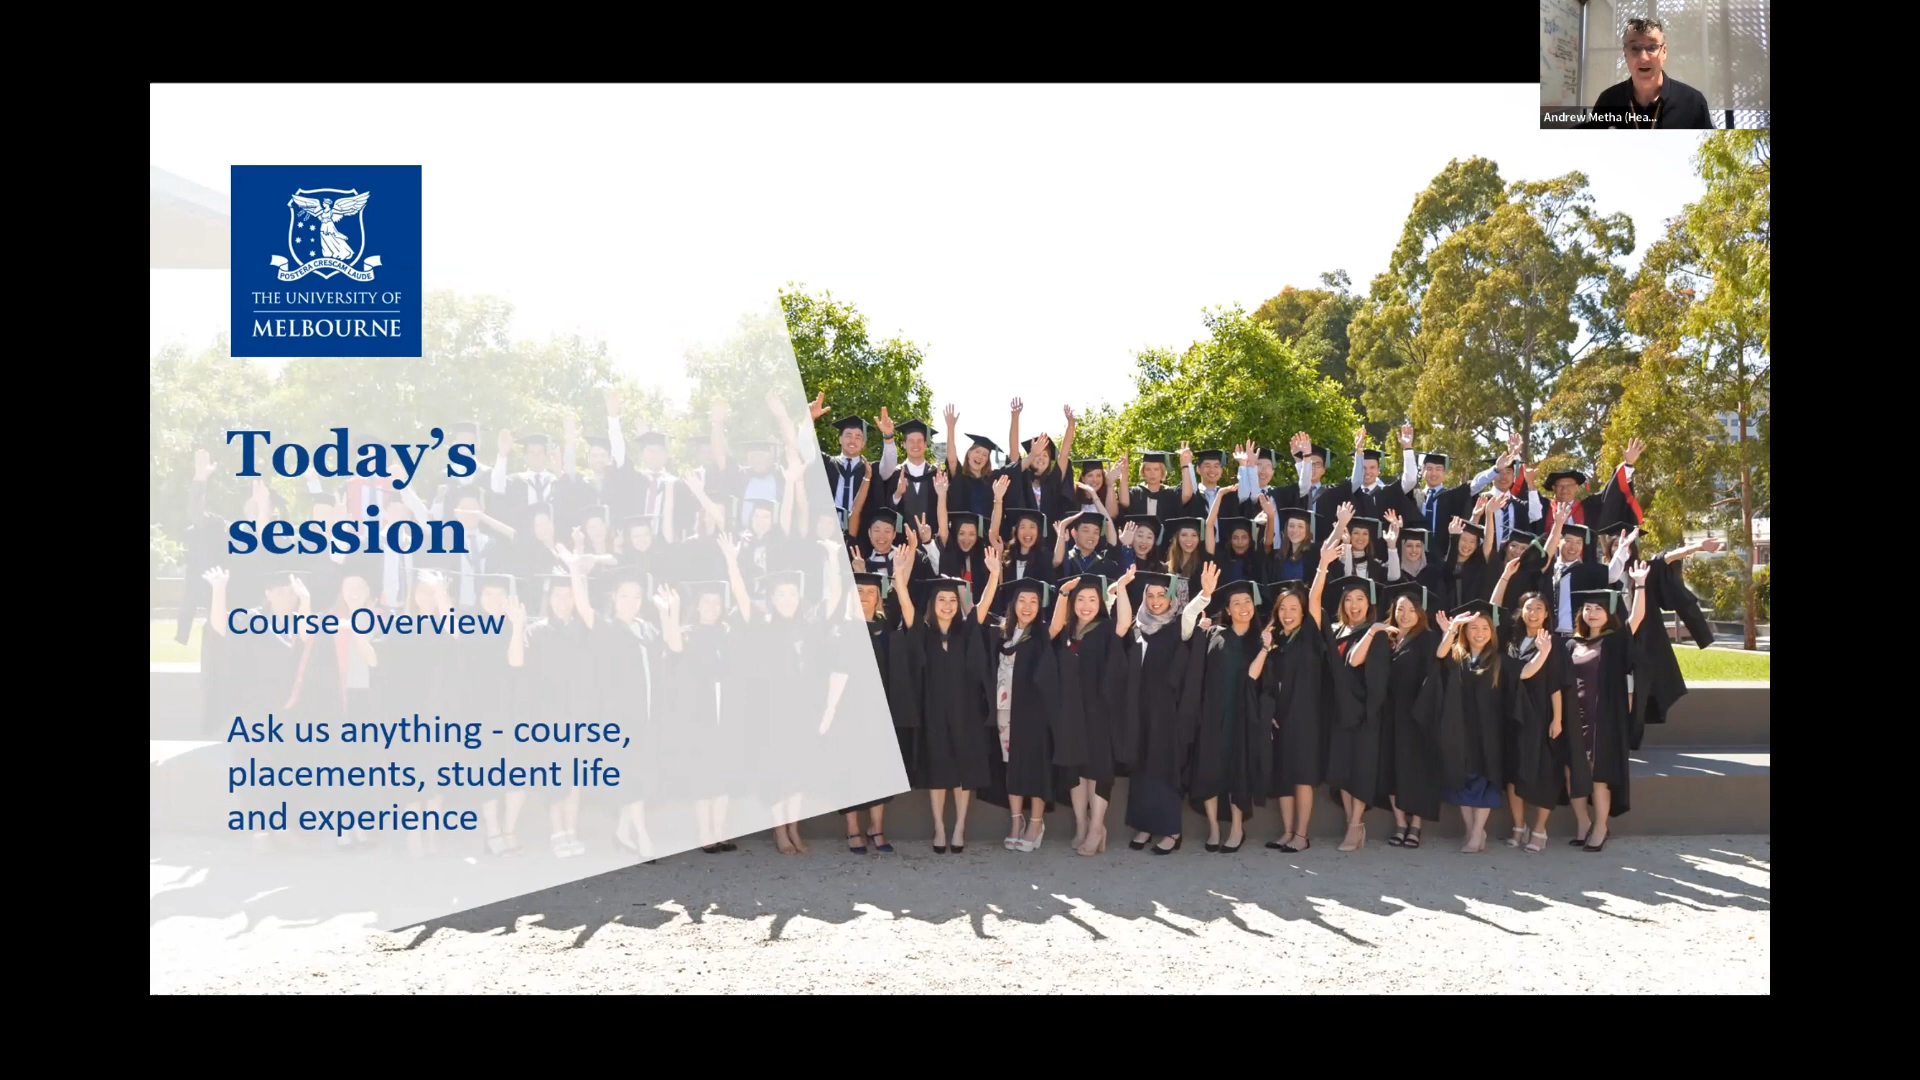 Andrew Metha (Hea...
POSTERA CRESCAM LAUDE
THE UNIVERSITY OF
MELBOURNE
Today’s
session
Course Overview
Ask us anything - course,
placements, student life
and experience